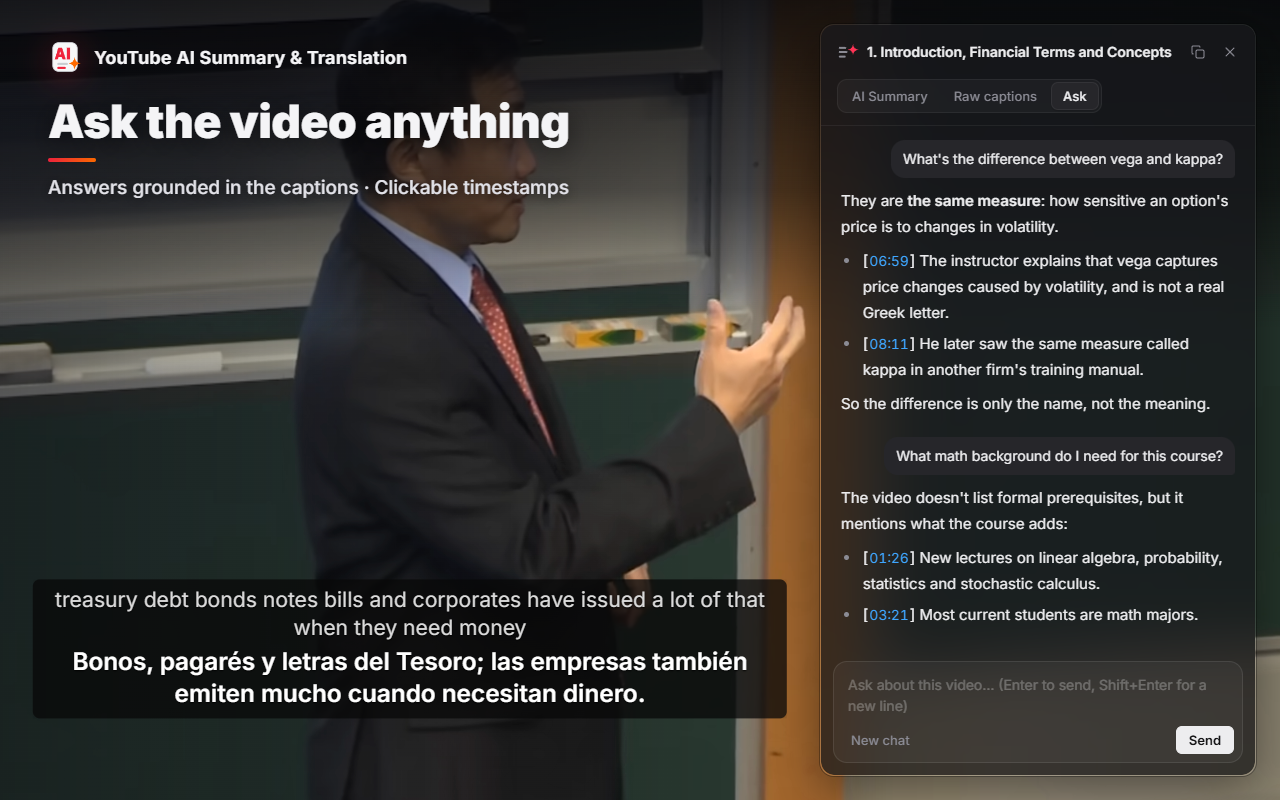 AI
YouTube AI Summary & Translation
Ask the video anything
Answers grounded in the captions · Clickable timestamps
treasury debt bonds notes bills and corporates have issued a lot of that
when they need money
Bonos, pagarés y letras del Tesoro; las empresas también
emiten mucho cuando necesitan dinero.
1. Introduction, Financial Terms and Concepts
AI Summary
Raw captions
Ask
What's the difference between vega and kappa?
They are the same measure: how sensitive an option's
price is to changes in volatility.
• [06:59] The instructor explains that vega captures
price changes caused by volatility, and is not a real
Greek letter.
• [08:11] He later saw the same measure called
kappa in another firm's training manual.
So the difference is only the name, not the meaning.
What math background do I need for this course?
The video doesn't list formal prerequisites, but it
mentions what the course adds:
• [01:26] New lectures on linear algebra, probability,
statistics and stochastic calculus.
• [03:21] Most current students are math majors.
Ask about this video... (Enter to send, Shift+Enter for a
new line)
New chat
Send